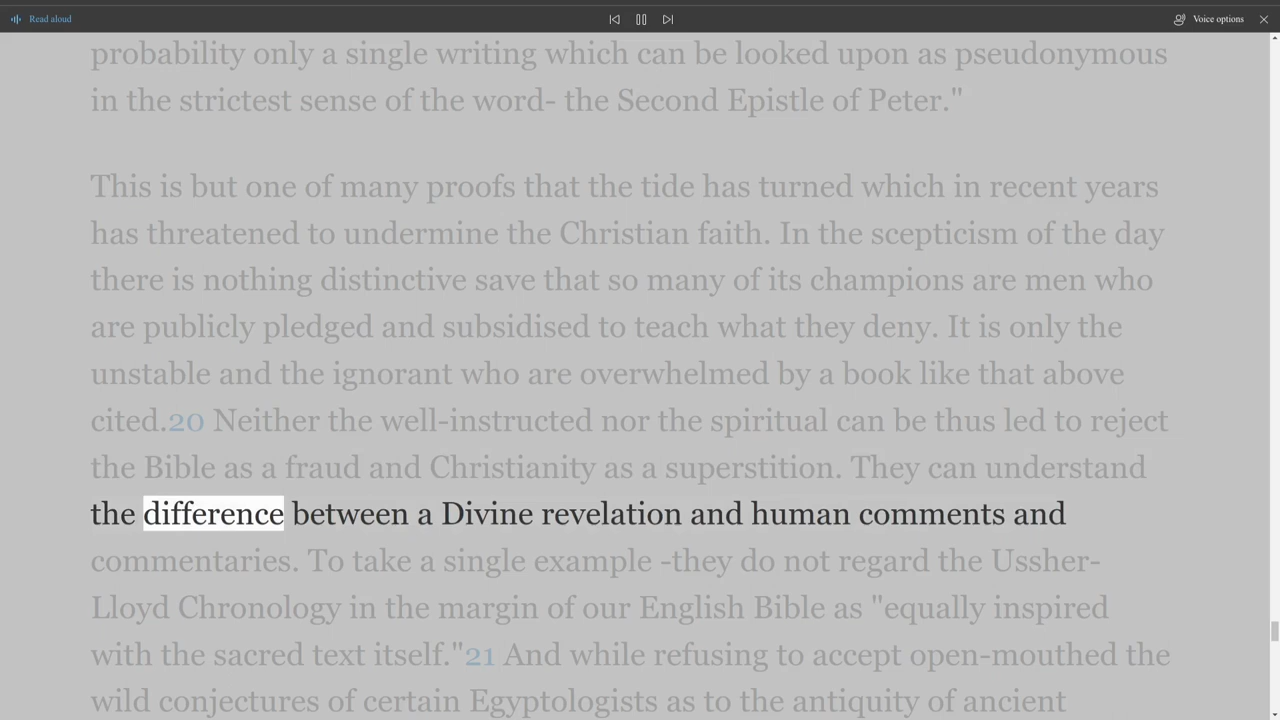 Read aloud
Voice options
probability only a single writing which can be looked upon as pseudonymous
in the strictest sense of the word- the Second Epistle of Peter."
This is but one of many proofs that the tide has turned which in recent years
has threatened to undermine the Christian faith. In the scepticism of the day
there is nothing distinctive save that so many of its champions are men who
are publicly pledged and subsidised to teach what they deny. It is only the
unstable and the ignorant who are overwhelmed by a book like that above
cited.20 Neither the well-instructed nor the spiritual can be thus led to reject
the Bible as a fraud and Christianity as a superstition. They can understand
the difference between a Divine revelation and human comments and
commentaries. To take a single example -they do not regard the Ussher-
Lloyd Chronology in the margin of our English Bible as "equally inspired
with the sacred text itself."21 And while refusing to accept open-mouthed the
wild conjectures of certain Egyptologists as to the antiquity of ancient